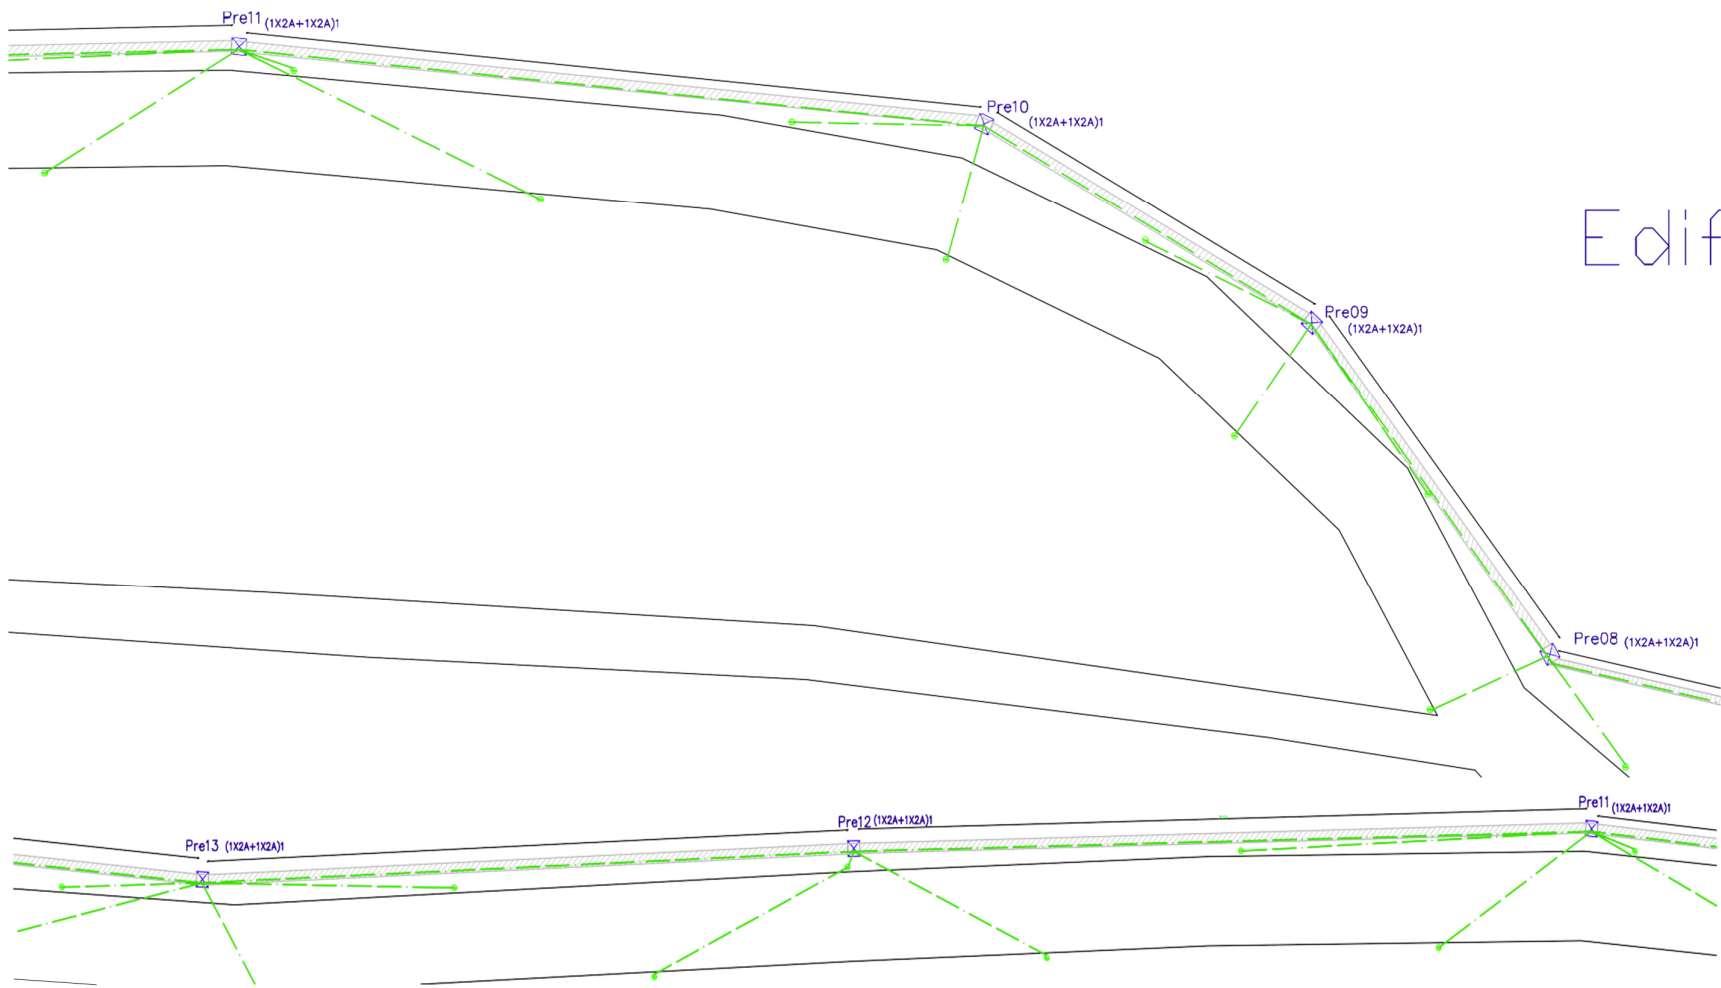 Pre11 (1X2A+1X2A)1
Pre10
(1X2A+1X2A)1
Edif
Pre09
(1X2A+1X2A)1
Pre08 (1X2A+1X2A)1
Pre11 (1X2A+1X2A)1
Pre12 (1X2A+1X2A)1
Pre13 (1X2A+1X2A)1